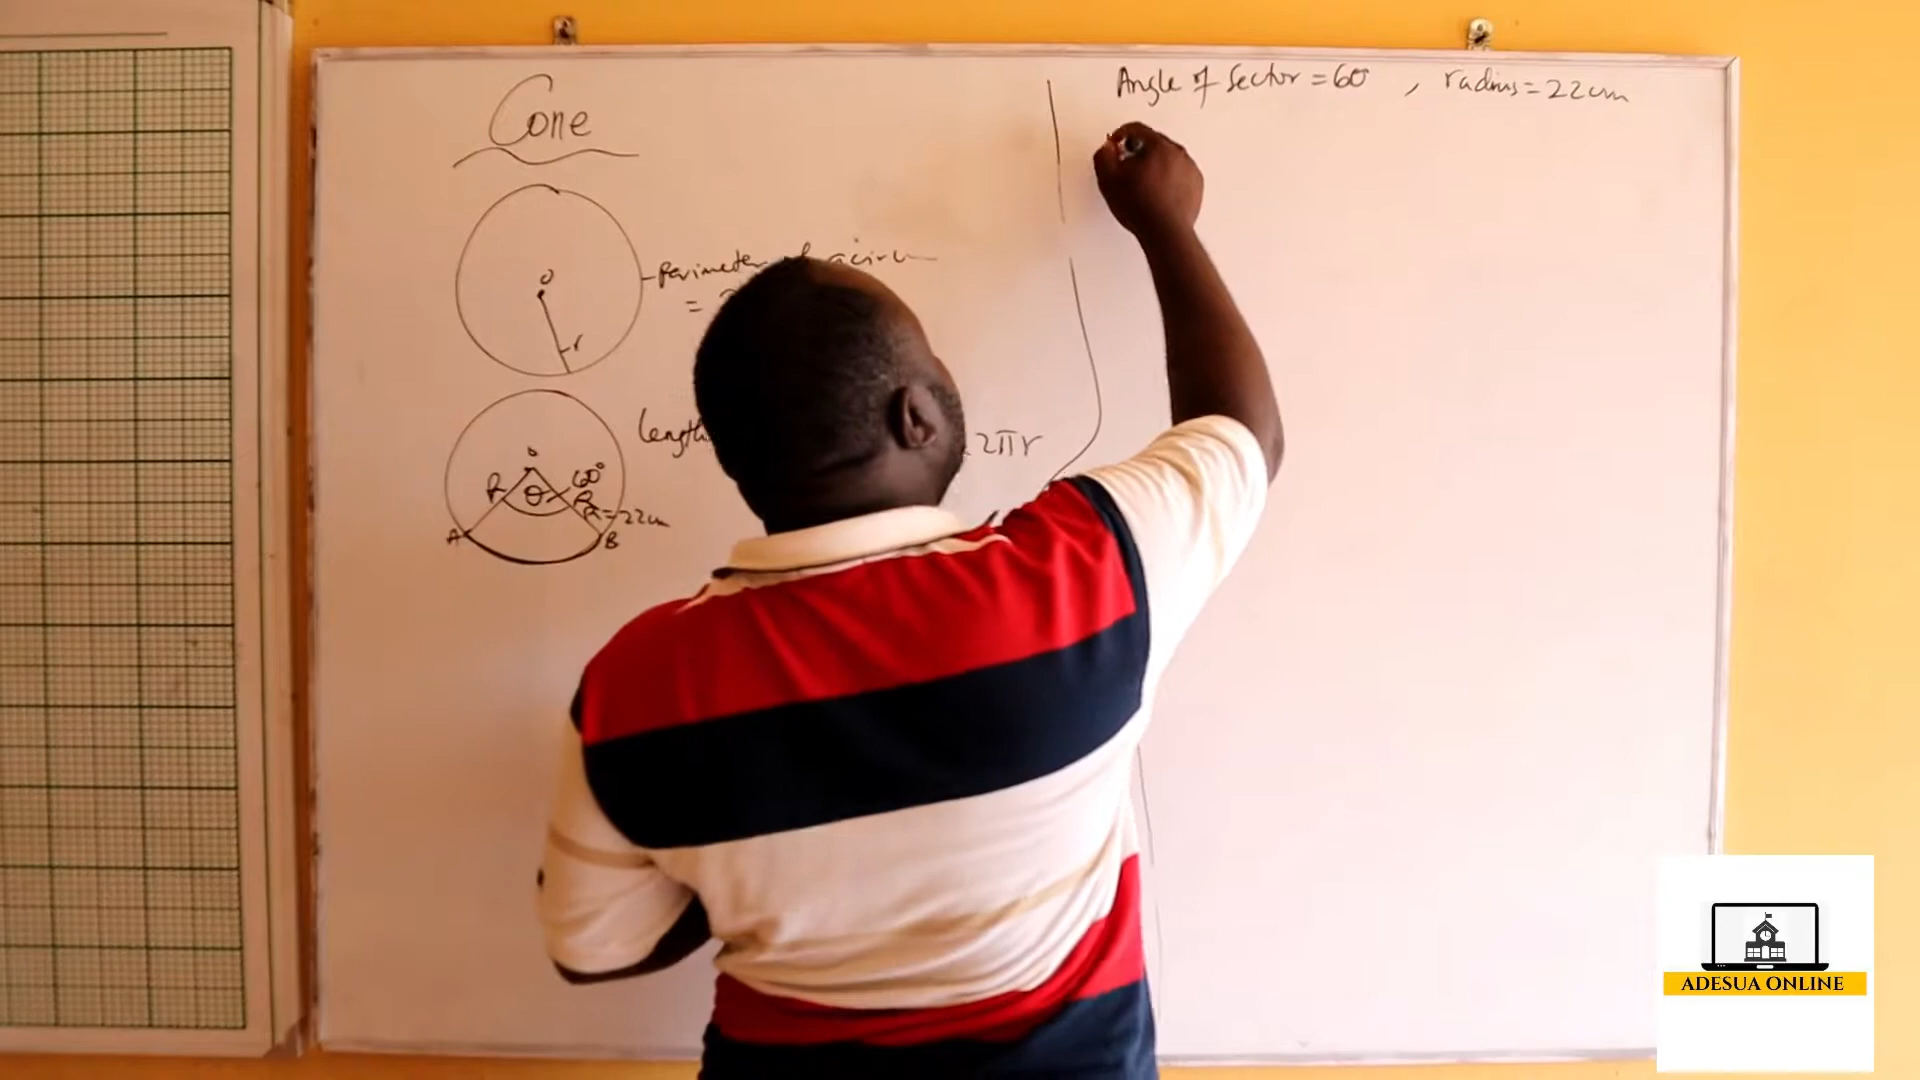 Cone
O
r
Perimeter
=
Length
2πr
O
R θ 60°
R
R = 22cm
A B
Angle of Sector = 60°, radius = 22cm
ADESUA ONLINE